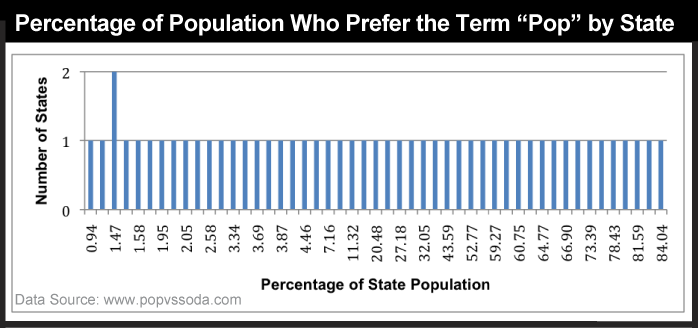 Percentage of Population Who Prefer the Term “Pop” by State
Number of States
2
1
0
0.94 1.47 1.58 1.95 2.05 2.58 3.34 3.69 3.87 4.46 7.16 11.32 20.48 27.18 32.05 43.59 52.77 59.27 60.75 64.77 66.90 73.39 78.43 81.59 84.04
Percentage of State Population
Data Source: www.popvssoda.com